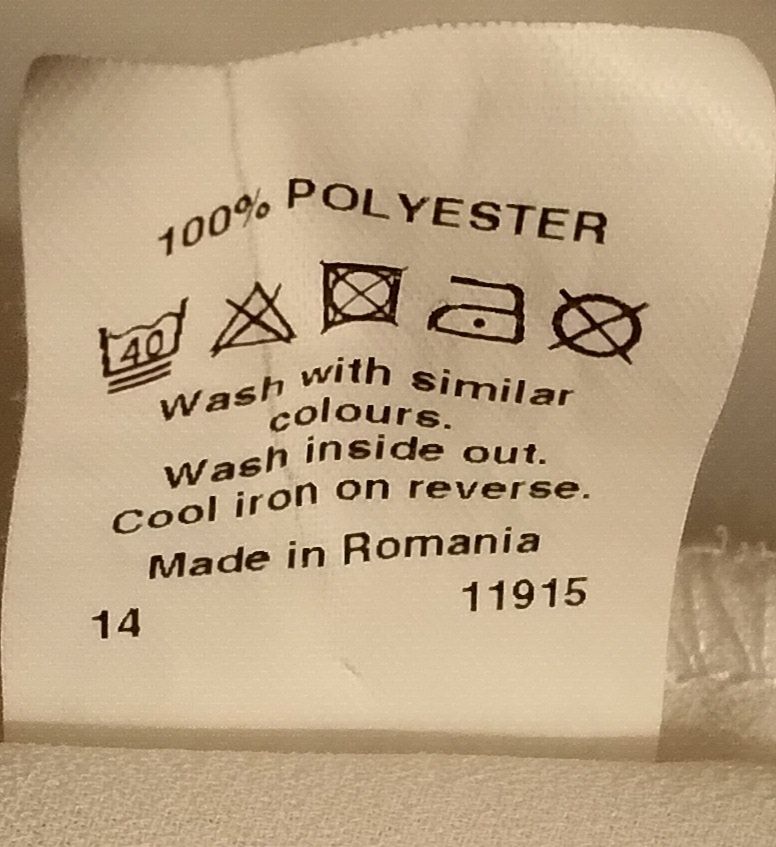 100% POLYESTER
40
Wash with similar
colours.
Wash inside out.
Cool iron on reverse.
Made in Romania
14 11915